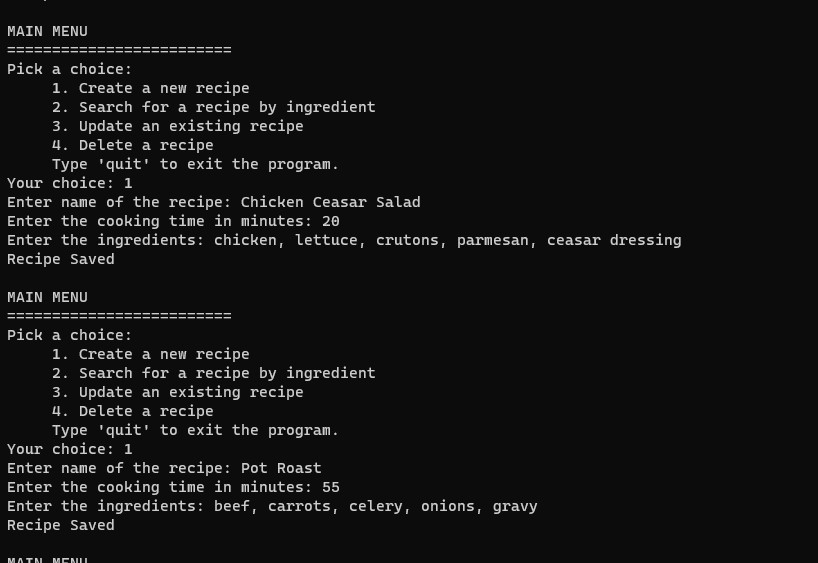 MAIN MENU
=========================
Pick a choice:
1. Create a new recipe
2. Search for a recipe by ingredient
3. Update an existing recipe
4. Delete a recipe
Type 'quit' to exit the program.
Your choice: 1
Enter name of the recipe: Chicken Ceasar Salad
Enter the cooking time in minutes: 20
Enter the ingredients: chicken, lettuce, crutons, parmesan, ceasar dressing
Recipe Saved
MAIN MENU
=========================
Pick a choice:
1. Create a new recipe
2. Search for a recipe by ingredient
3. Update an existing recipe
4. Delete a recipe
Type 'quit' to exit the program.
Your choice: 1
Enter name of the recipe: Pot Roast
Enter the cooking time in minutes: 55
Enter the ingredients: beef, carrots, celery, onions, gravy
Recipe Saved
MAIN MENU